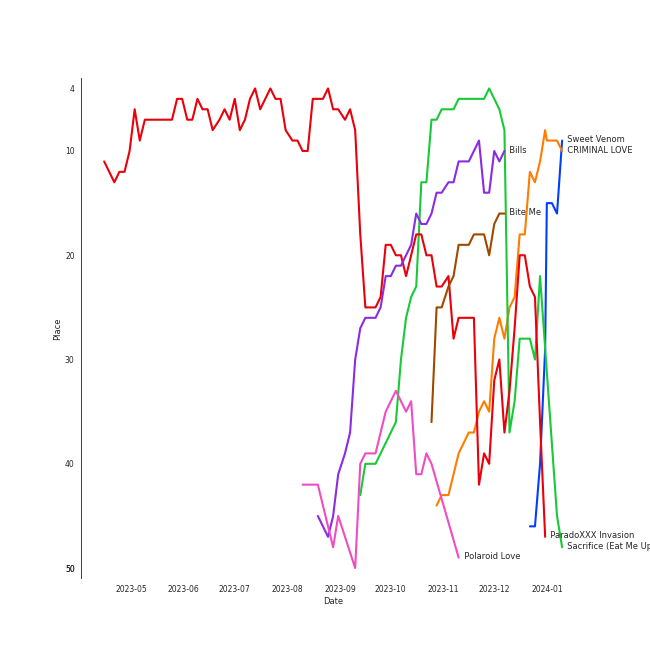 4
10
20
30
40
50
Place
Sweet Venom
CRIMINAL LOVE
Bills
Bite Me
ParadoXXX Invasion
Sacrifice (Eat Me Up
Polaroid Love
2023-05 2023-06 2023-07 2023-08 2023-09 2023-10 2023-11 2023-12 2024-01
Date